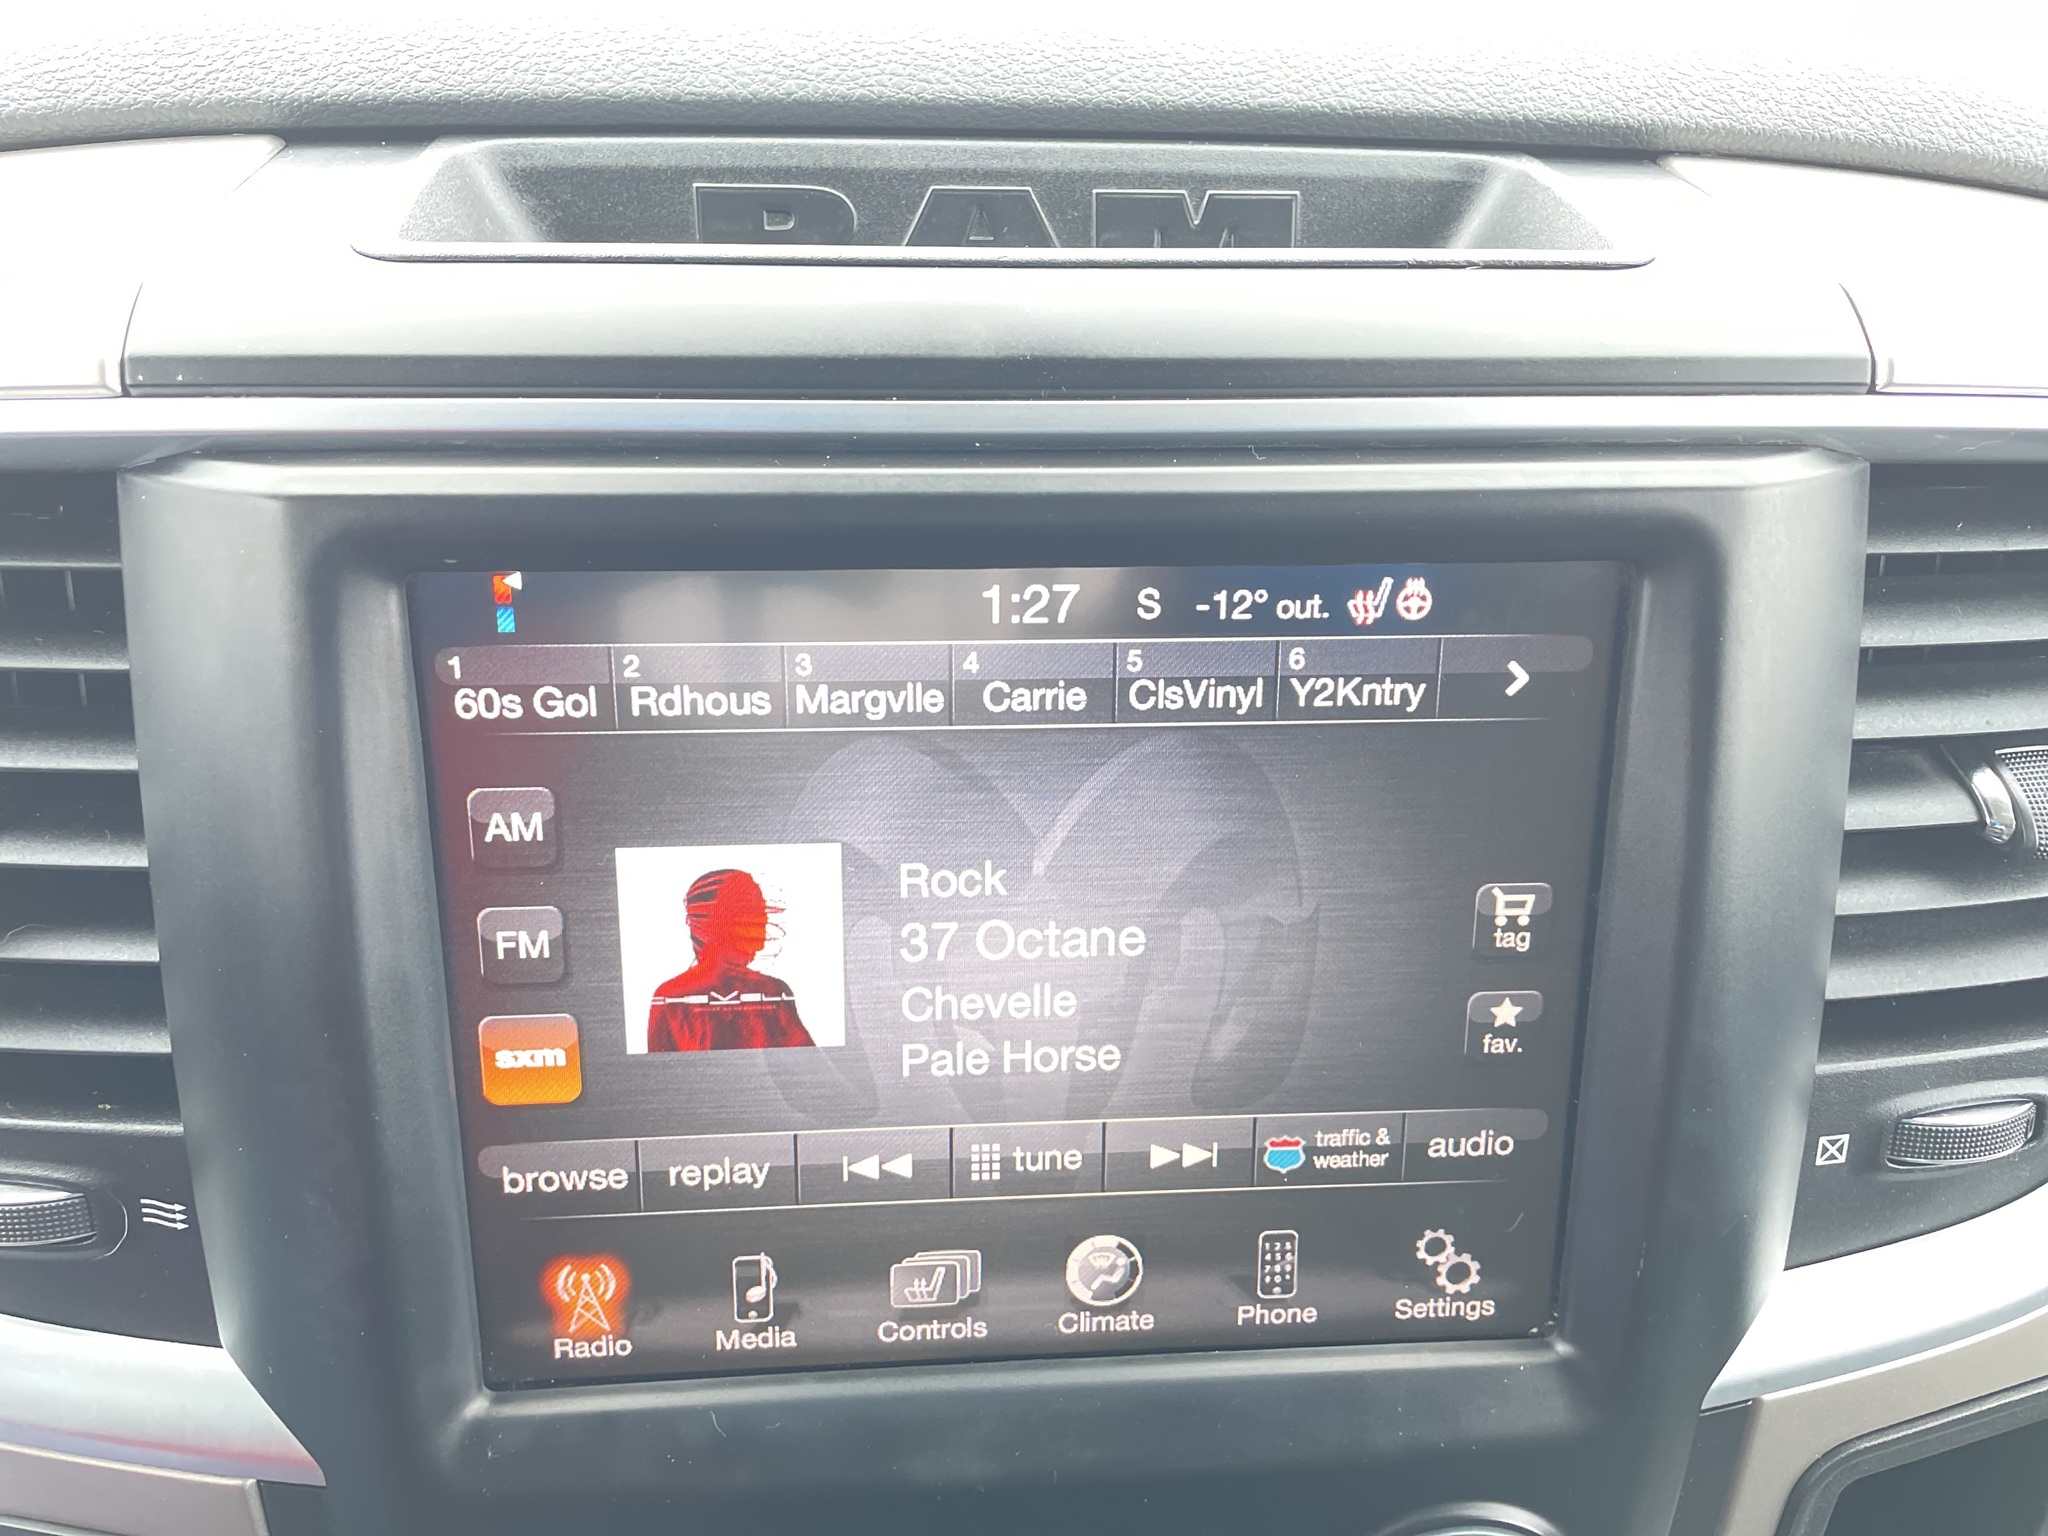 RAM
1:27 S -12° out.
1 2 3 4 5 6
60s Gol Rdhous Margvlle Carrie ClsVinyl Y2Kntry
AM
Rock
FM
37 Octane
tag
CHEVELLE
Chevelle
fav.
sxm
Pale Horse
browse replay tune traffic & weather audio
Radio Media Controls Climate Phone Settings